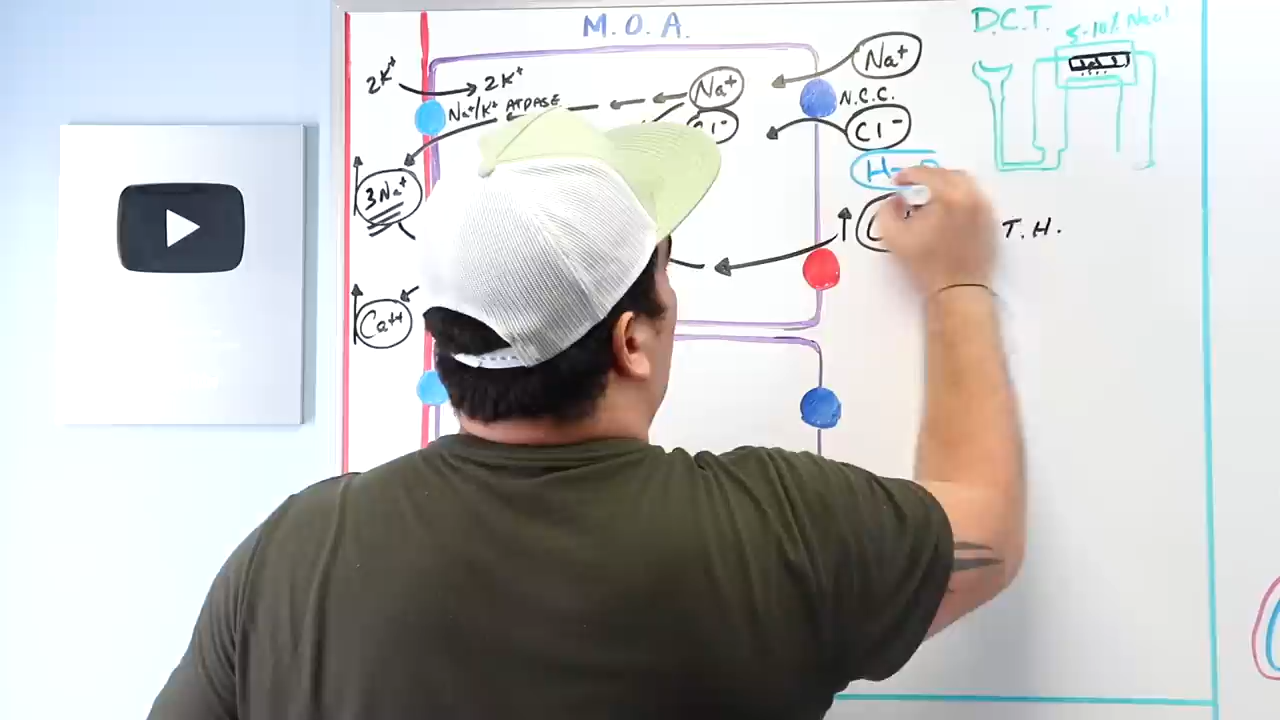 M. O. A.
D.C.T.
5-10% Nacl
2K⁺
2K⁺
Na⁺/K⁺ ATPASE
Na⁺
Na⁺
N.C.C.
Cl⁻
3Na⁺
T.H.
Ca++